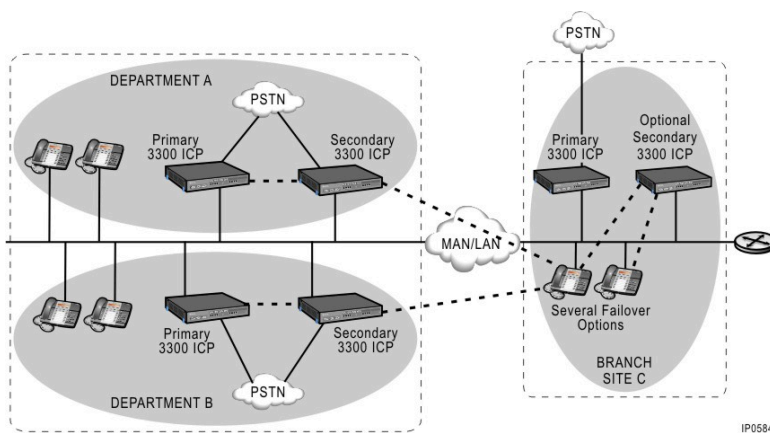 PSTN
DEPARTMENT A
PSTN
Primary
3300 ICP
Secondary
3300 ICP
Primary
3300 ICP
Optional
Secondary
3300 ICP
MAN/LAN
Primary
3300 ICP
Secondary
3300 ICP
Several Failover
Options
PSTN
DEPARTMENT B
BRANCH
SITE C
IP0584